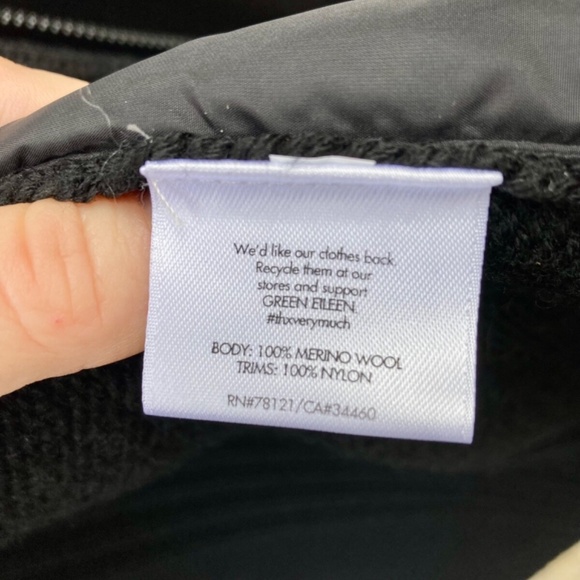 We'd like our clothes back.
Recycle them at our
stores and support
GREEN EILEEN.
#thxverymuch
BODY: 100% MERINO WOOL
TRIMS: 100% NYLON
RN#78121/CA#34460